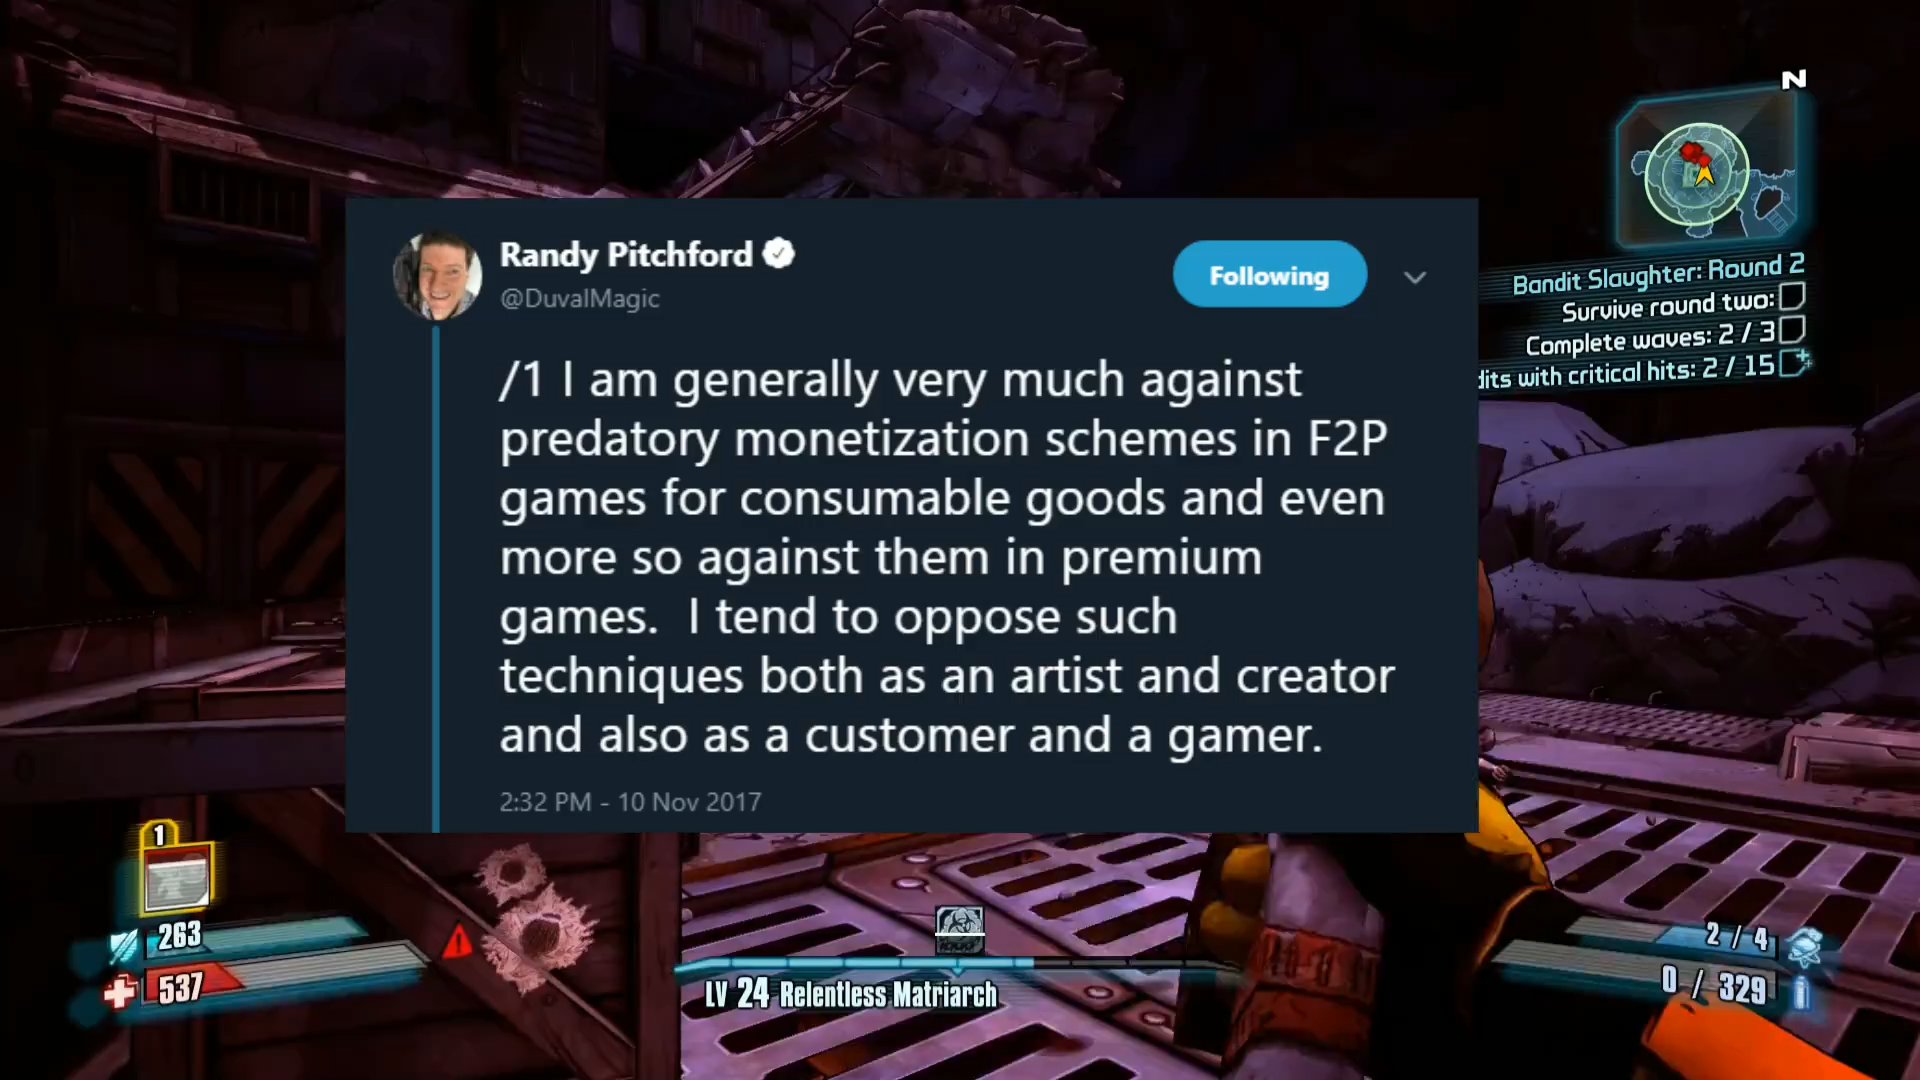 N
Randy Pitchford
@DuvalMagic
Following
/1 I am generally very much against
predatory monetization schemes in F2P
games for consumable goods and even
more so against them in premium
games.  I tend to oppose such
techniques both as an artist and creator
and also as a customer and a gamer.
2:32 PM - 10 Nov 2017
Bandit Slaughter: Round 2
Survive round two:
Complete waves: 2 / 3
with critical hits: 2 / 15
1
263
537
LV 24 Relentless Matriarch
2 / 4
0 / 329